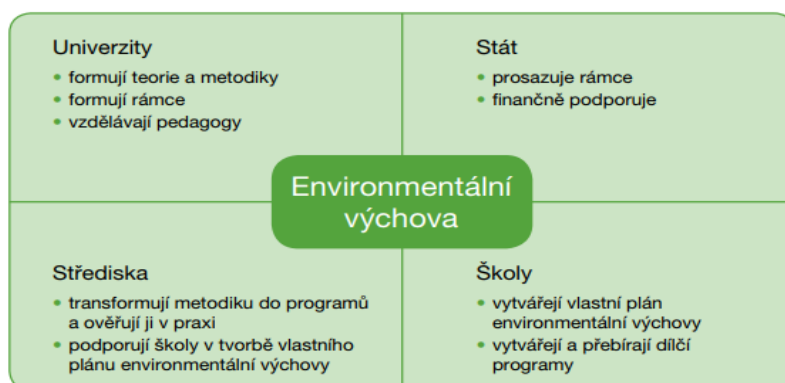 Univerzity
• formují teorie a metodiky
• formují rámce
• vzdělávají pedagogy
Stát
• prosazuje rámce
• finančně podporuje
Environmentální
výchova
Střediska
• transformují metodiku do programů
a ověřují ji v praxi
• podporují školy v tvorbě vlastního
plánu environmentální výchovy
Školy
• vytvářejí vlastní plán
environmentální výchovy
• vytvářejí a přebírají dílčí
programy